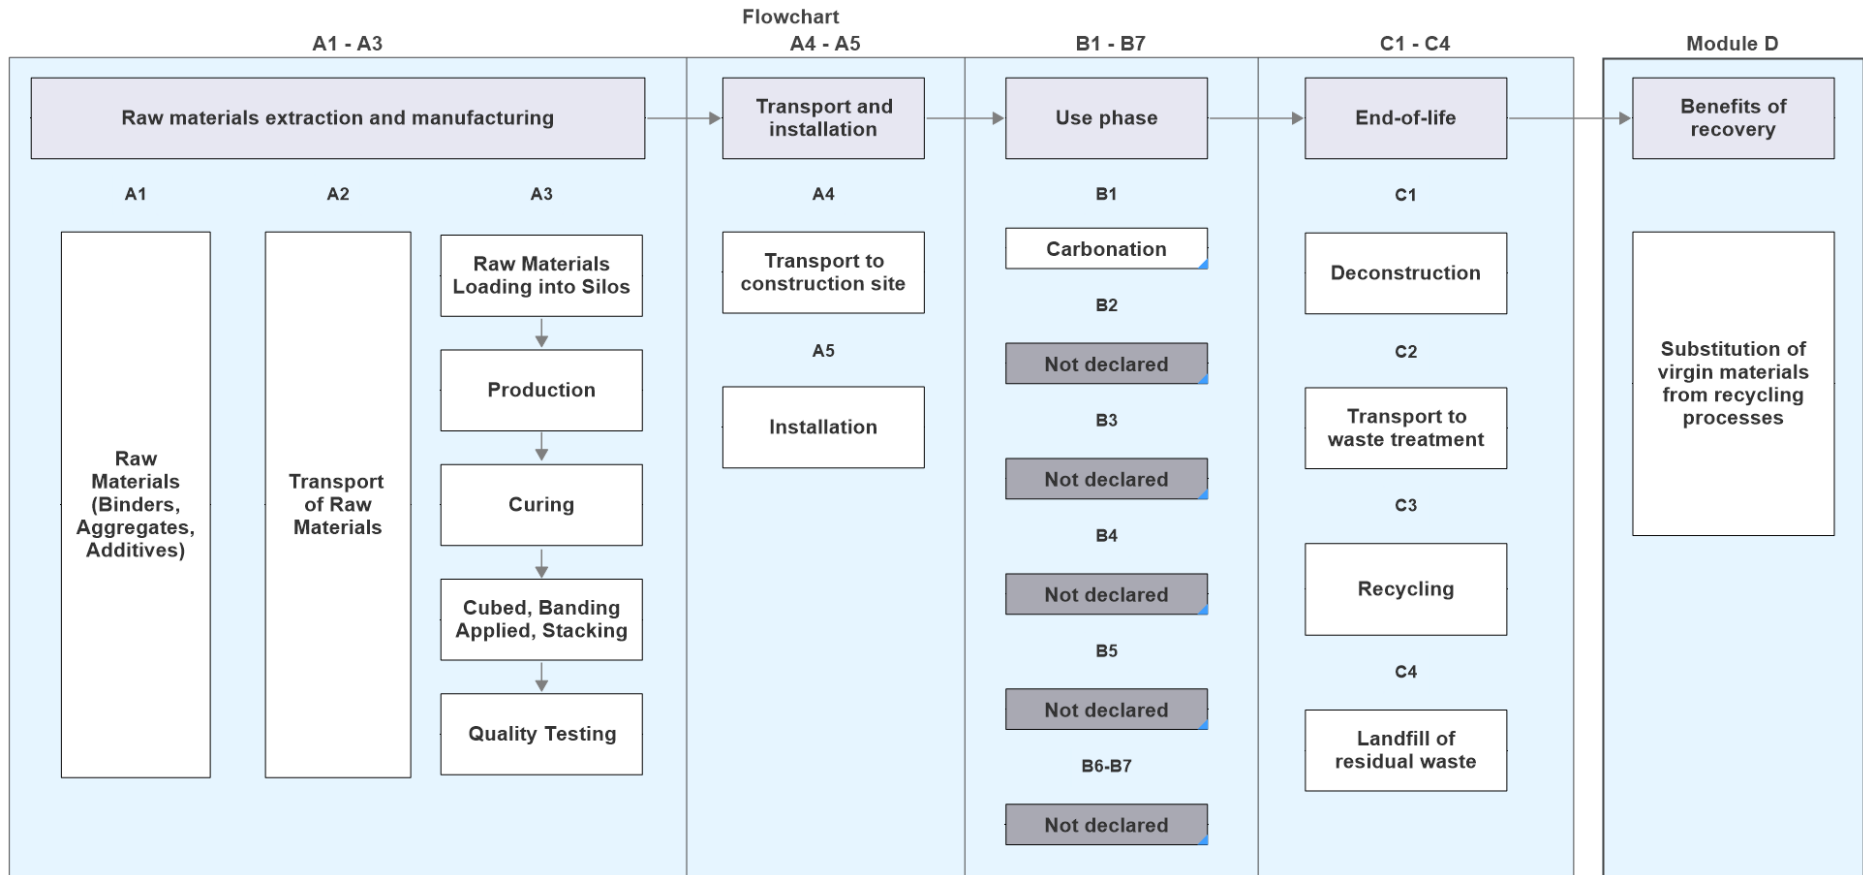 Flowchart
A1 - A3
A4 - A5
B1 - B7
C1 - C4
Module D
Raw materials extraction and manufacturing
Transport and
installation
Use phase
End-of-life
Benefits of
recovery
A1
Raw
Materials
(Binders,
Aggregates,
Additives)
A2
Transport
of Raw
Materials
A3
Raw Materials
Loading into Silos
Production
Curing
Cubed, Banding
Applied, Stacking
Quality Testing
A4
Transport to
construction site
A5
Installation
B1
Carbonation
B2
Not declared
B3
Not declared
B4
Not declared
B5
Not declared
B6-B7
Not declared
C1
Deconstruction
C2
Transport to
waste treatment
C3
Recycling
C4
Landfill of
residual waste
Substitution of
virgin materials
from recycling
processes